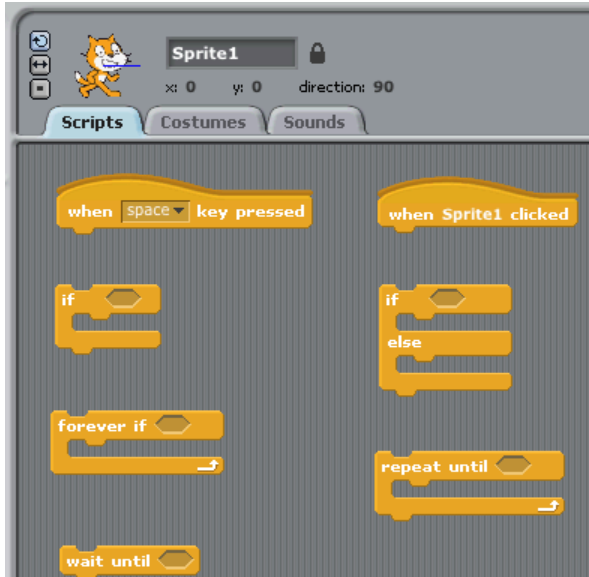 Sprite1
x: 0 y: 0 direction: 90
Scripts Costumes Sounds
when space key pressed
when Sprite1 clicked
if
if
else
forever if
repeat until
wait until